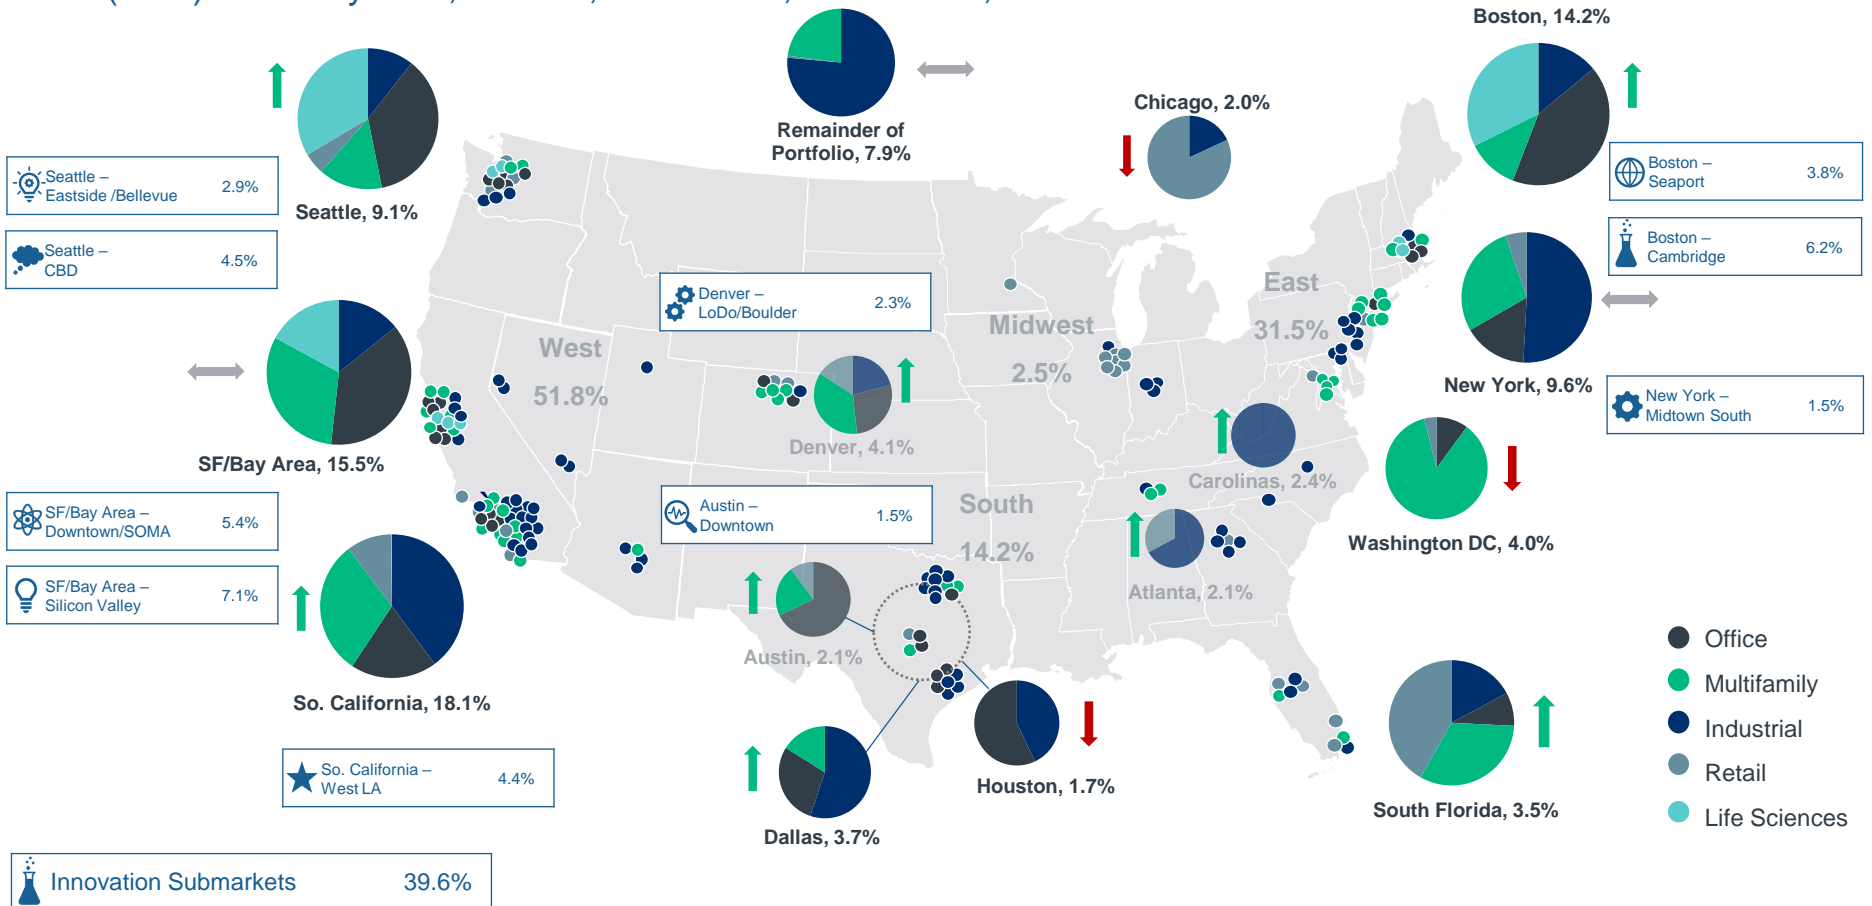 Boston, 14.2%
Chicago, 2.0%
Remainder of
Portfolio, 7.9%
Seattle –
Eastside /Bellevue
2.9%
Seattle, 9.1%
Boston –
Seaport
3.8%
Seattle –
CBD
4.5%
Boston –
Cambridge
6.2%
Denver –
LoDo/Boulder
2.3%
East
31.5%
Midwest
2.5%
West
51.8%
New York, 9.6%
New York –
Midtown South
1.5%
Denver, 4.1%
SF/Bay Area, 15.5%
Carolinas, 2.4%
SF/Bay Area –
Downtown/SOMA
5.4%
Austin –
Downtown
1.5%
South
14.2%
Washington DC, 4.0%
SF/Bay Area –
Silicon Valley
7.1%
Atlanta, 2.1%
Austin, 2.1%
So. California, 18.1%
Office
Multifamily
Industrial
Retail
Life Sciences
So. California –
West LA
4.4%
Houston, 1.7%
South Florida, 3.5%
Dallas, 3.7%
Innovation Submarkets
39.6%